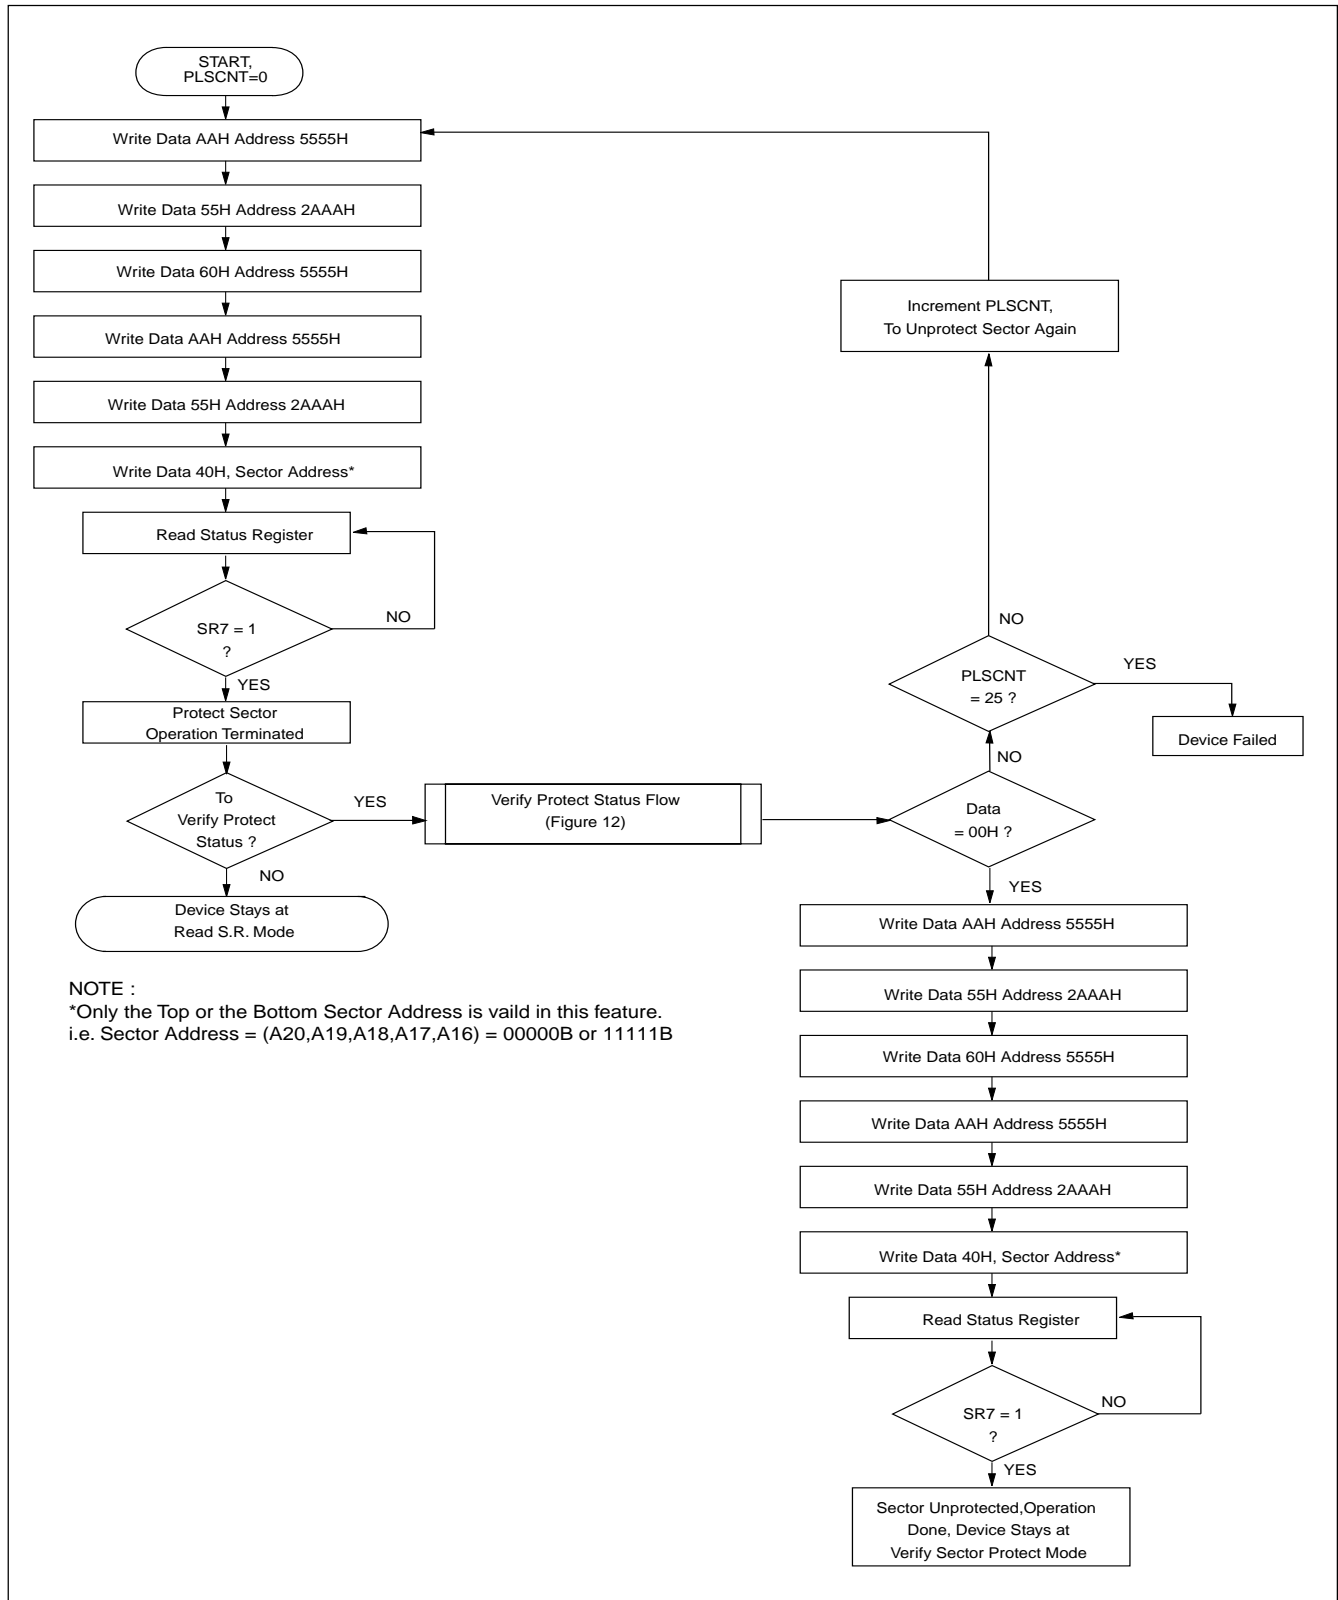 START,
PLSCNT=0
Write Data AAH Address 5555H
Write Data 55H Address 2AAAH
Write Data 60H Address 5555H
Write Data AAH Address 5555H
Write Data 55H Address 2AAAH
Write Data 40H, Sector Address*
Read Status Register
SR7 = 1
?
NO
YES
Protect Sector
Operation Terminated
To
Verify Protect
Status ?
YES
NO
Device Stays at
Read S.R. Mode
Verify Protect Status Flow
(Figure 12)
Increment PLSCNT,
To Unprotect Sector Again
NO
PLSCNT
= 25 ?
YES
Device Failed
NO
Data
= 00H ?
YES
Write Data AAH Address 5555H
Write Data 55H Address 2AAAH
Write Data 60H Address 5555H
Write Data AAH Address 5555H
Write Data 55H Address 2AAAH
Write Data 40H, Sector Address*
Read Status Register
SR7 = 1
?
NO
YES
Sector Unprotected,Operation
Done, Device Stays at
Verify Sector Protect Mode
NOTE :
*Only the Top or the Bottom Sector Address is vaild in this feature.
i.e. Sector Address = (A20,A19,A18,A17,A16) = 00000B or 11111B